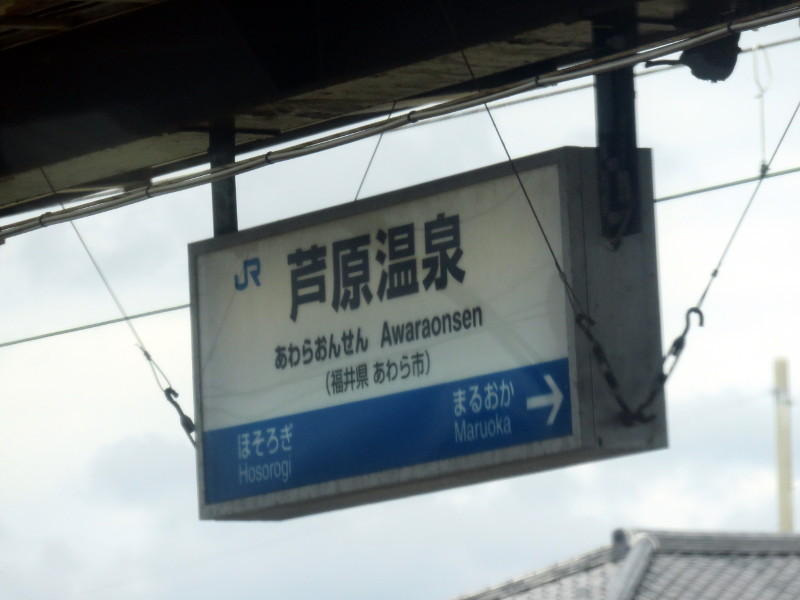 JR 芦原温泉
あわらおんせん Awaraonsen
(福井県 あわら市)
ほそろぎ まるおか →
Hosorogi Maruoka